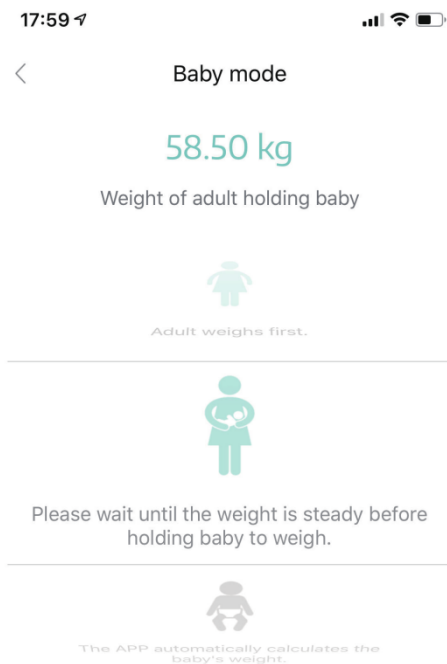 17:59
Baby mode
58.50 kg
Weight of adult holding baby
Adult weighs first.
Please wait until the weight is steady before
holding baby to weigh.
The APP automatically calculates the
baby's weight.